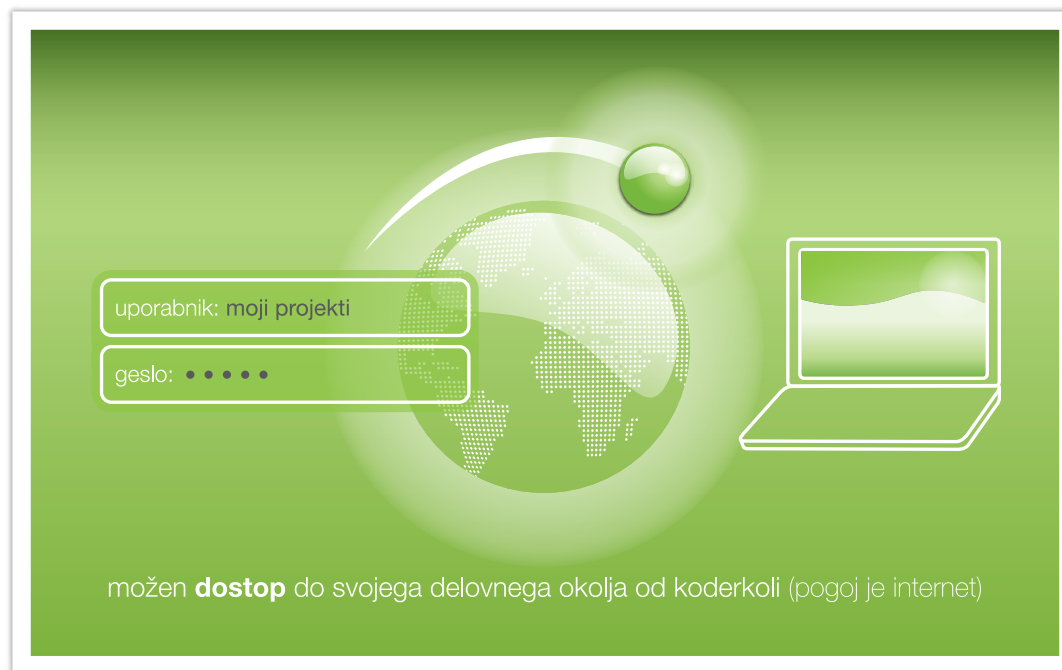 uporabnik: moji projekti
geslo: • • • • •
možen dostop do svojega delovnega okolja od koderkoli (pogoj je internet)